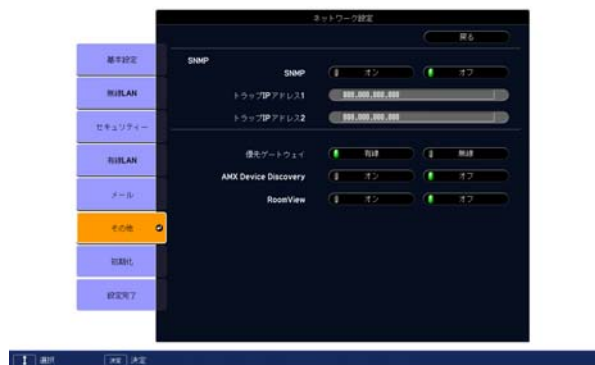 ネットワーク設定
戻る
基本設定
無線LAN
セキュリティー
有線LAN
メール
その他
初期化
設定完了
SNMP
SNMP オン オフ
トラップIPアドレス1 000.000.000.000
トラップIPアドレス2 000.000.000.000
優先ゲートウェイ 有線 無線
AMX Device Discovery オン オフ
RoomView オン オフ
選択 決定 決定